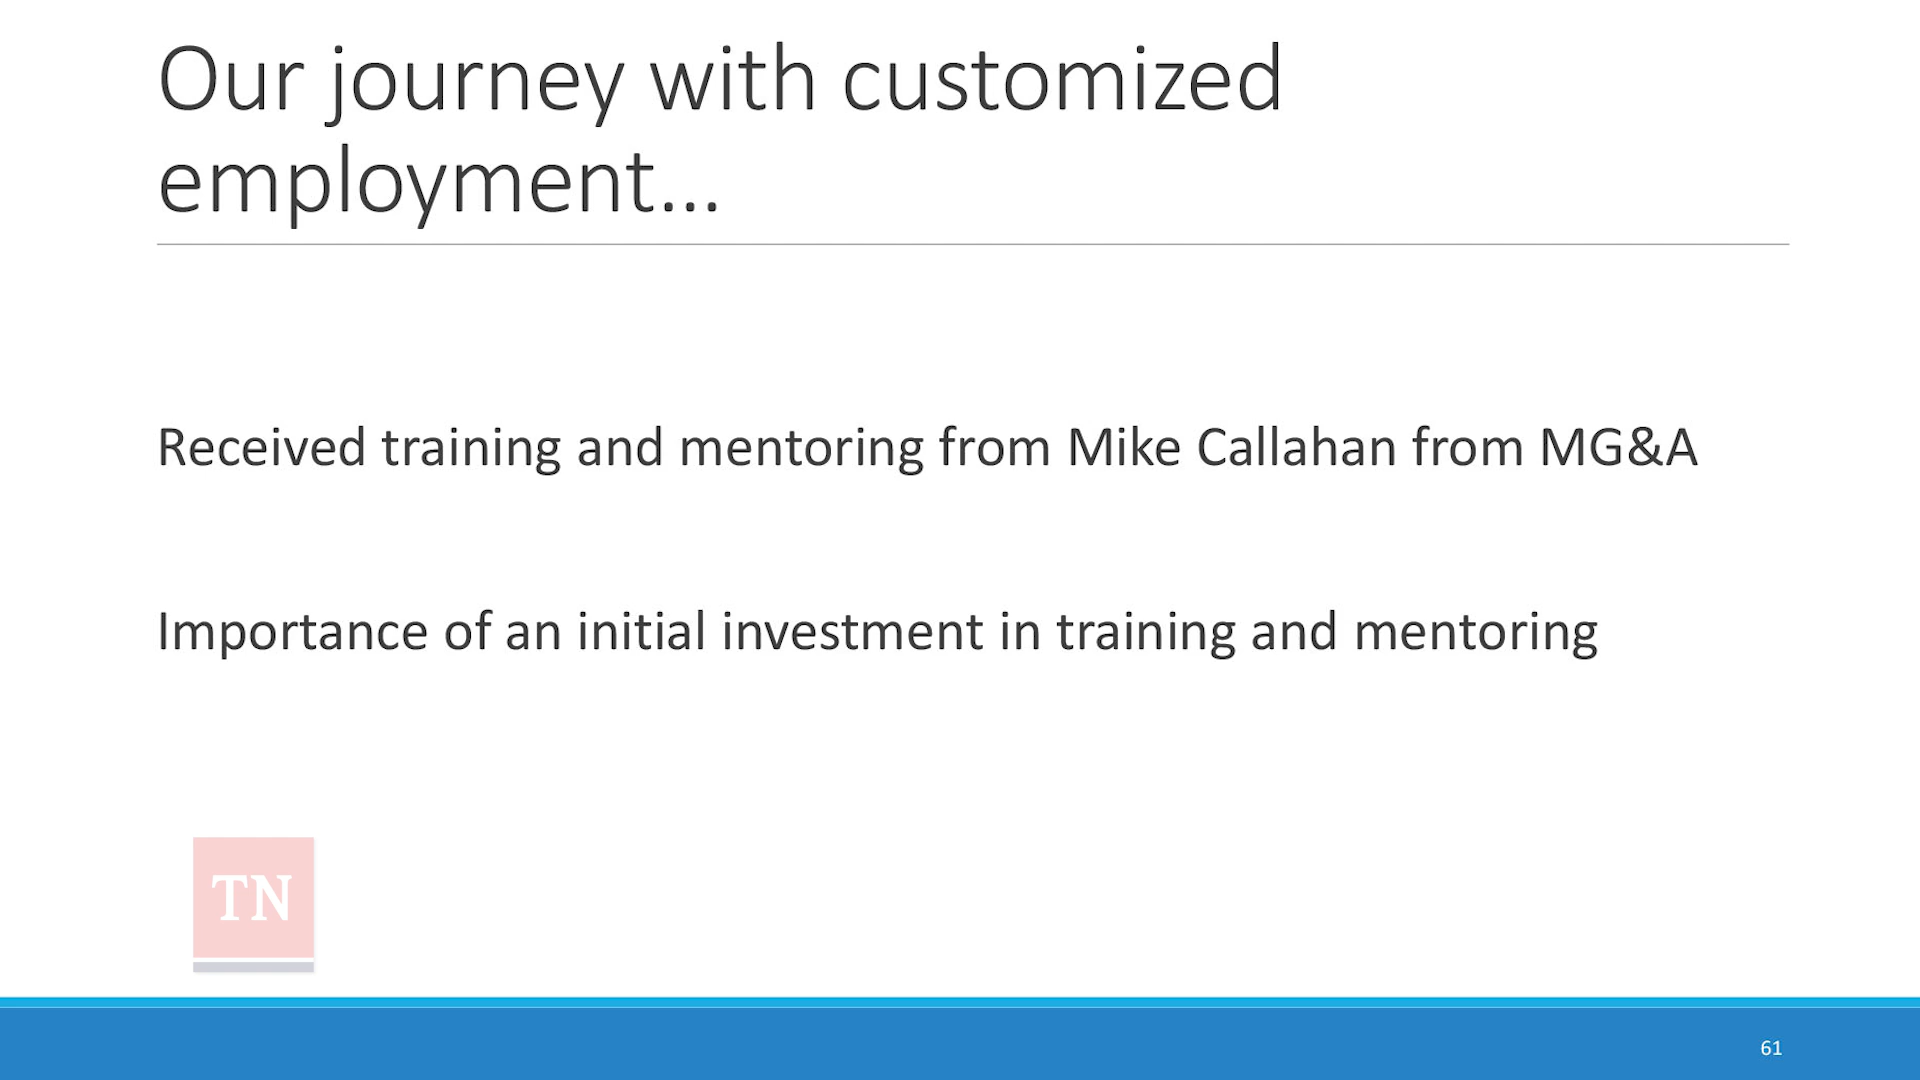 Our journey with customized
employment…
Received training and mentoring from Mike Callahan from MG&A
Importance of an initial investment in training and mentoring
TN
61